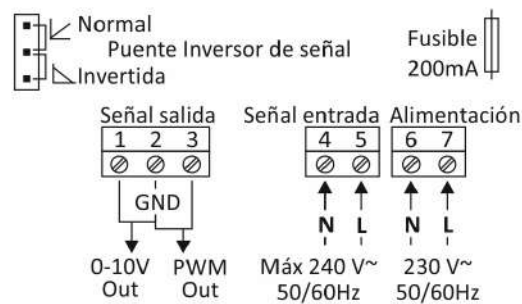 Normal
Puente Inversor de señal
Invertida
Fusible
200mA
Señal salida
Señal entrada
Alimentación
1 2 3
4 5
6 7
GND
N L
N L
0-10V
Out
PWM
Out
Máx 240 V~
50/60Hz
230 V~
50/60Hz